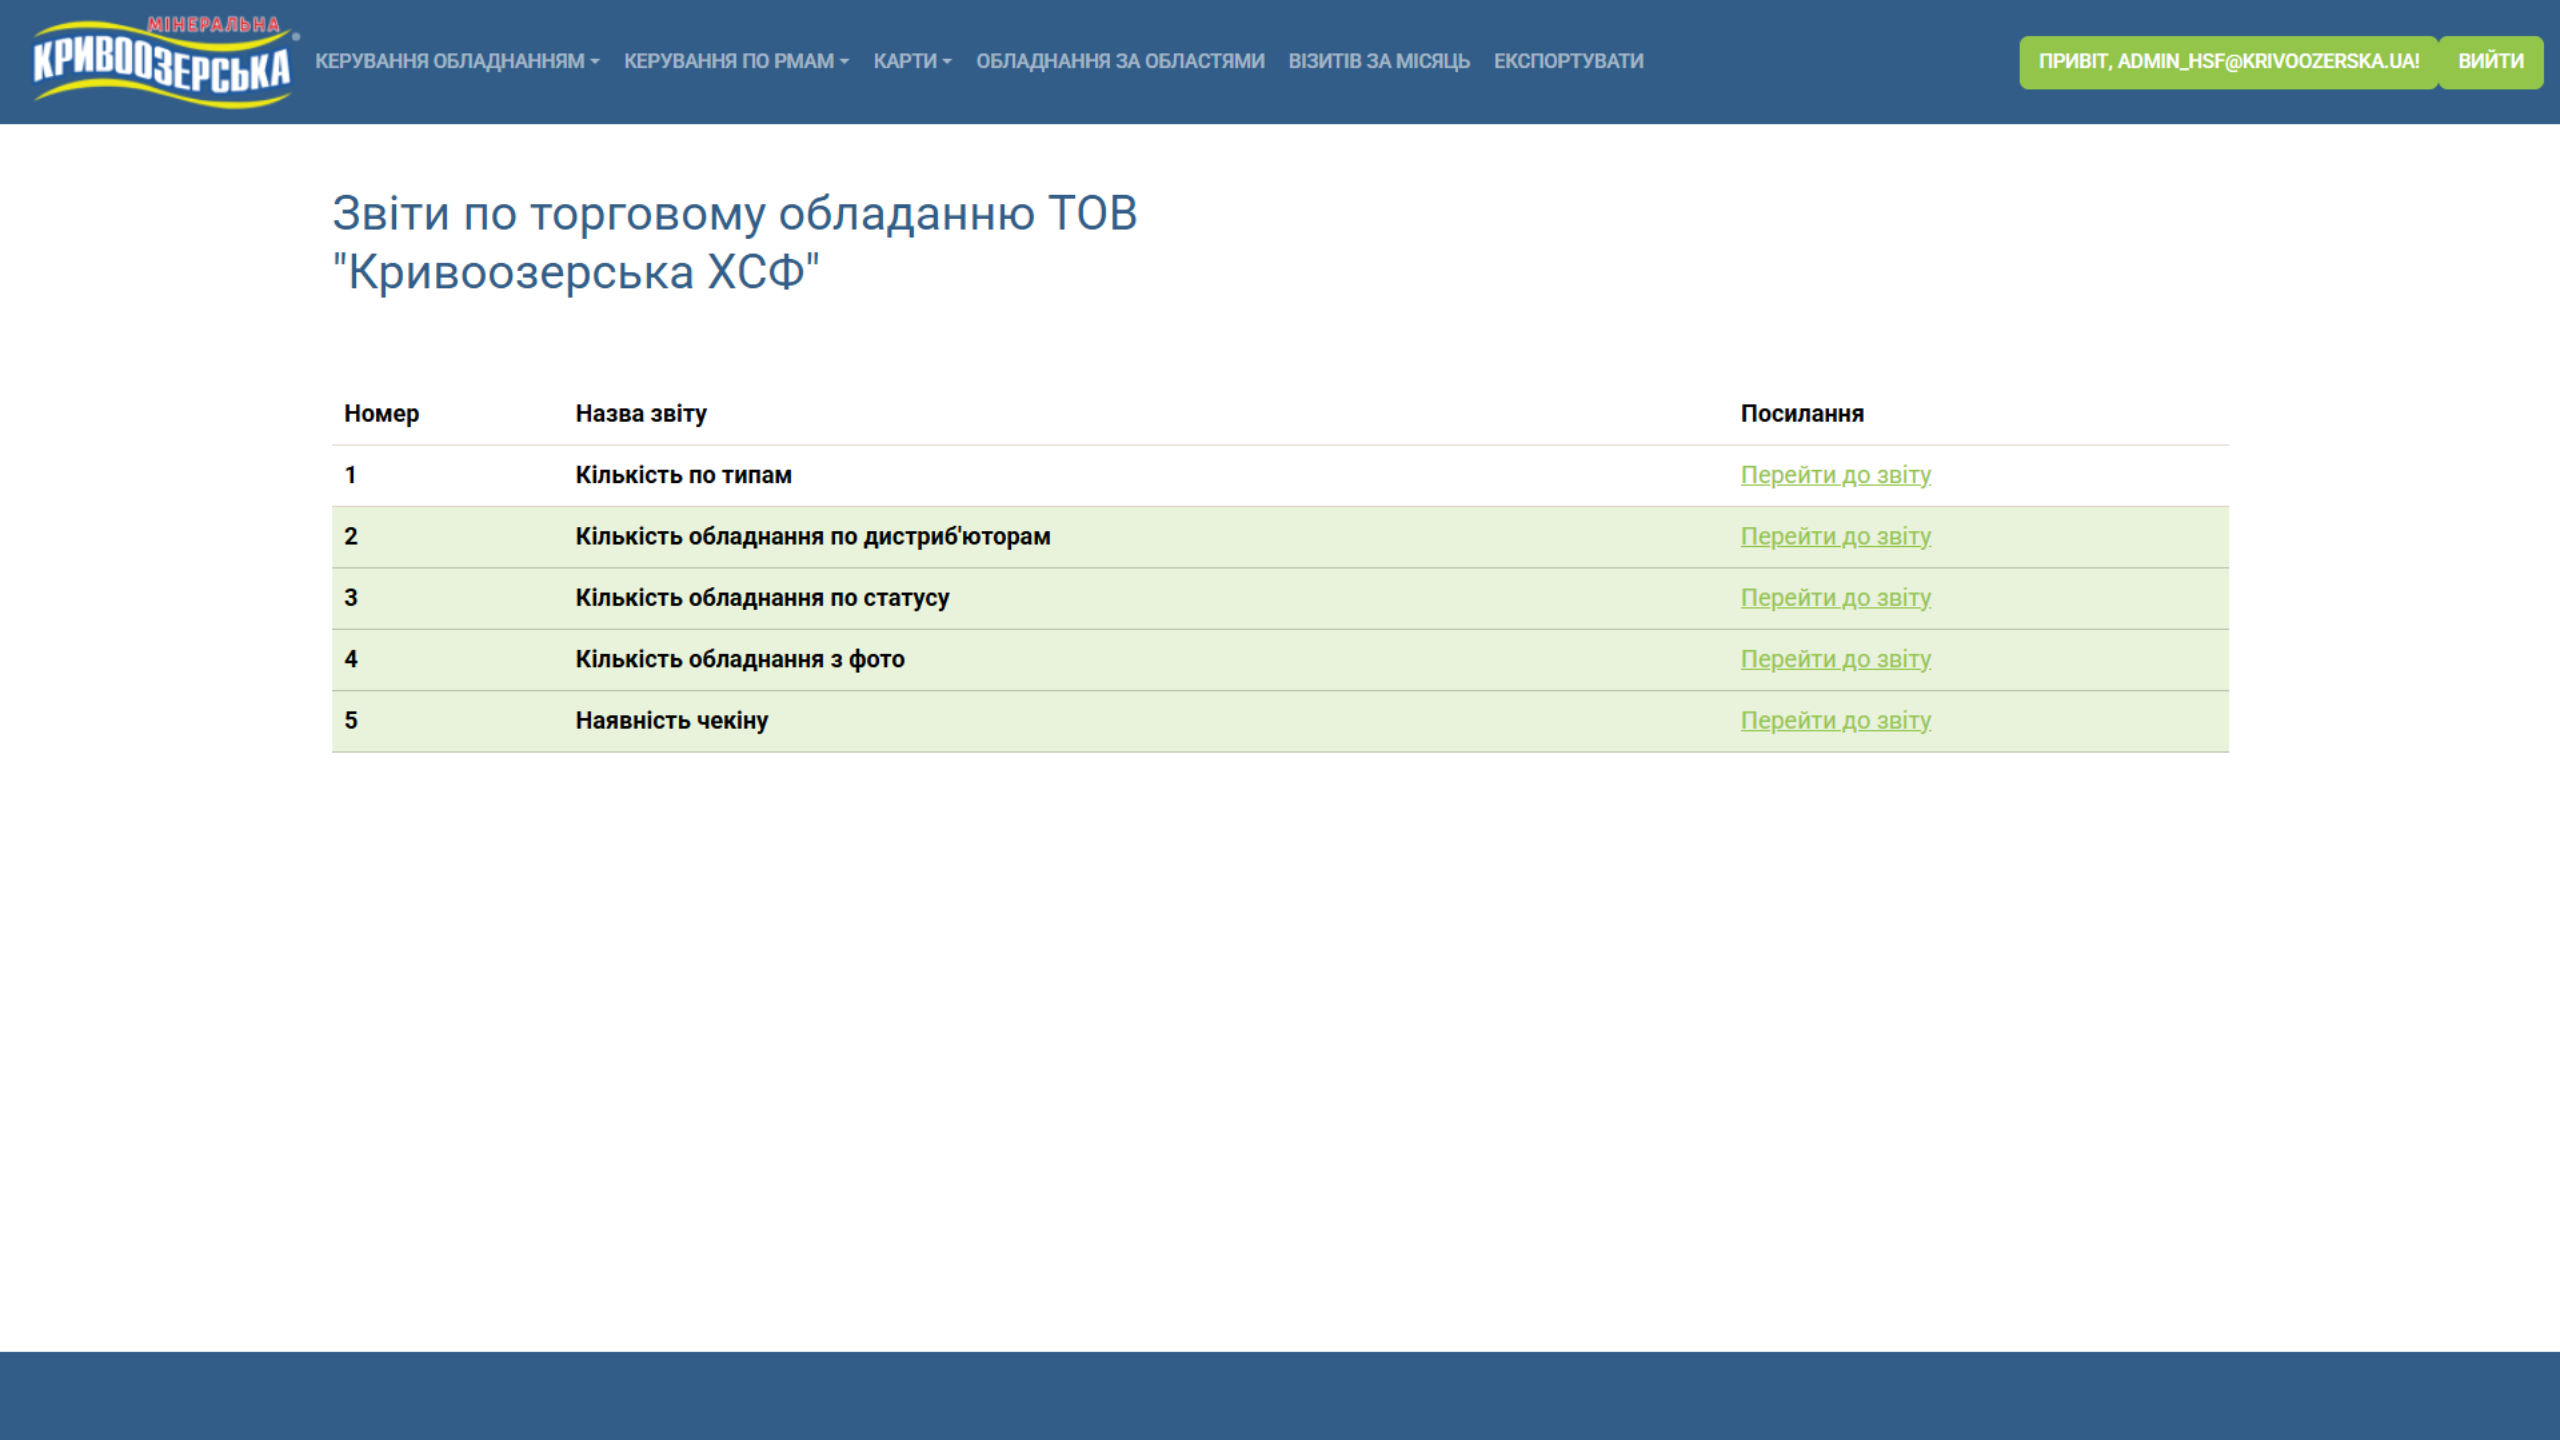 МІНЕРАЛЬНА
КРИВООЗЕРСЬКА
КЕРУВАННЯ ОБЛАДНАННЯМ КЕРУВАННЯ ПО РМАМ КАРТИ ОБЛАДНАННЯ ЗА ОБЛАСТЯМИ ВІЗИТІВ ЗА МІСЯЦЬ ЕКСПОРТУВАТИ ПРИВІТ, ADMIN_HSF@KRIVOOZERSKA.UA! ВИЙТИ
Звіти по торговому обладанню ТОВ
"Кривоозерська ХСФ"
Номер Назва звіту Посилання
1 Кількість по типам Перейти до звіту
2 Кількість обладнання по дистриб'юторам Перейти до звіту
3 Кількість обладнання по статусу Перейти до звіту
4 Кількість обладнання з фото Перейти до звіту
5 Наявність чекіну Перейти до звіту